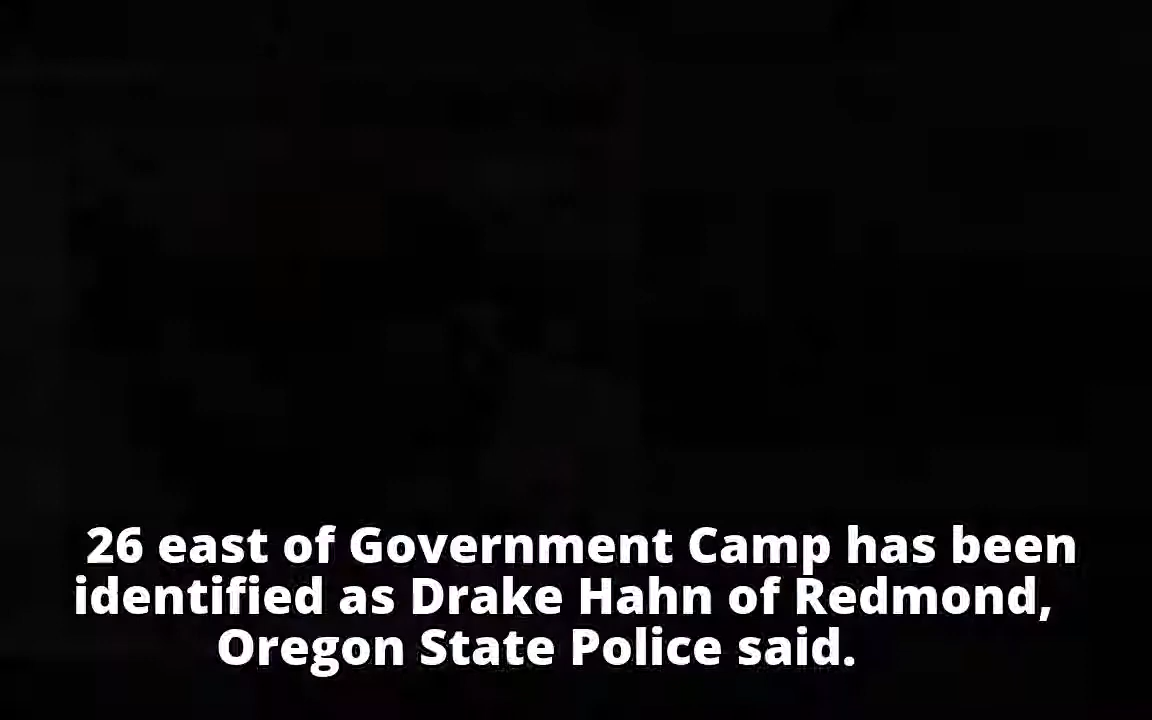 26 east of Government Camp has been
identified as Drake Hahn of Redmond,
Oregon State Police said.